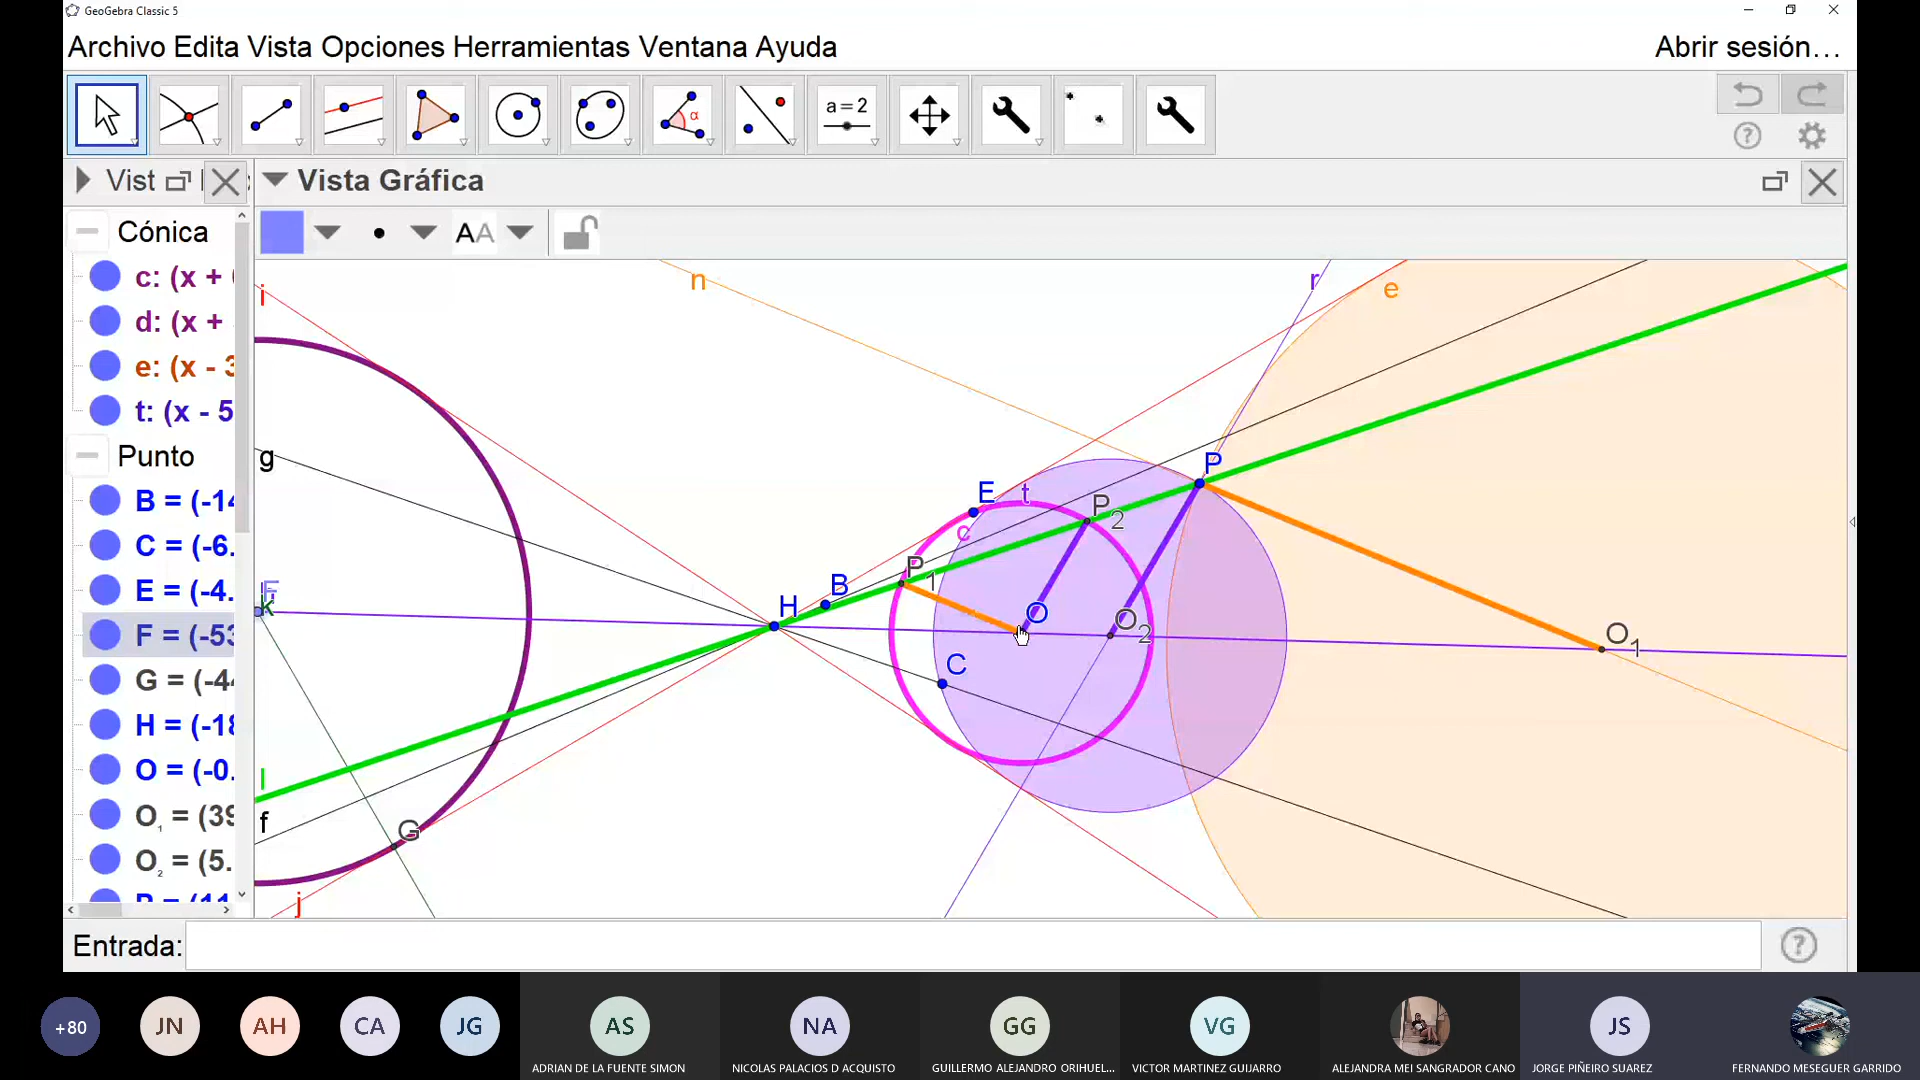 GeoGebra Classic 5
Archivo Edita Vista Opciones Herramientas Ventana Ayuda
Abrir sesión…
α
a = 2
Vist
Vista Gráfica
AA
Cónica
c: (x +
d: (x +
e: (x - 3
t: (x - 5
Punto
B = (-14
C = (-6.
E = (-4.
F = (-53
G = (-44
H = (-18
O = (-0.
O₁ = (39
O₂ = (5.
i
n
r
e
g
E
t
c
P
P₂
P₁
B
H
F
k
O
O₂
O₁
C
l
f
G
j
Entrada:
+80
JN
AH
CA
JG
AS
NA
GG
VG
JS
ADRIAN DE LA FUENTE SIMON
NICOLAS PALACIOS D ACQUISTO
GUILLERMO ALEJANDRO ORIHUEL...
VICTOR MARTINEZ GUIJARRO
ALEJANDRA MEI SANGRADOR CANO
JORGE PIÑEIRO SUAREZ
FERNANDO MESEGUER GARRIDO